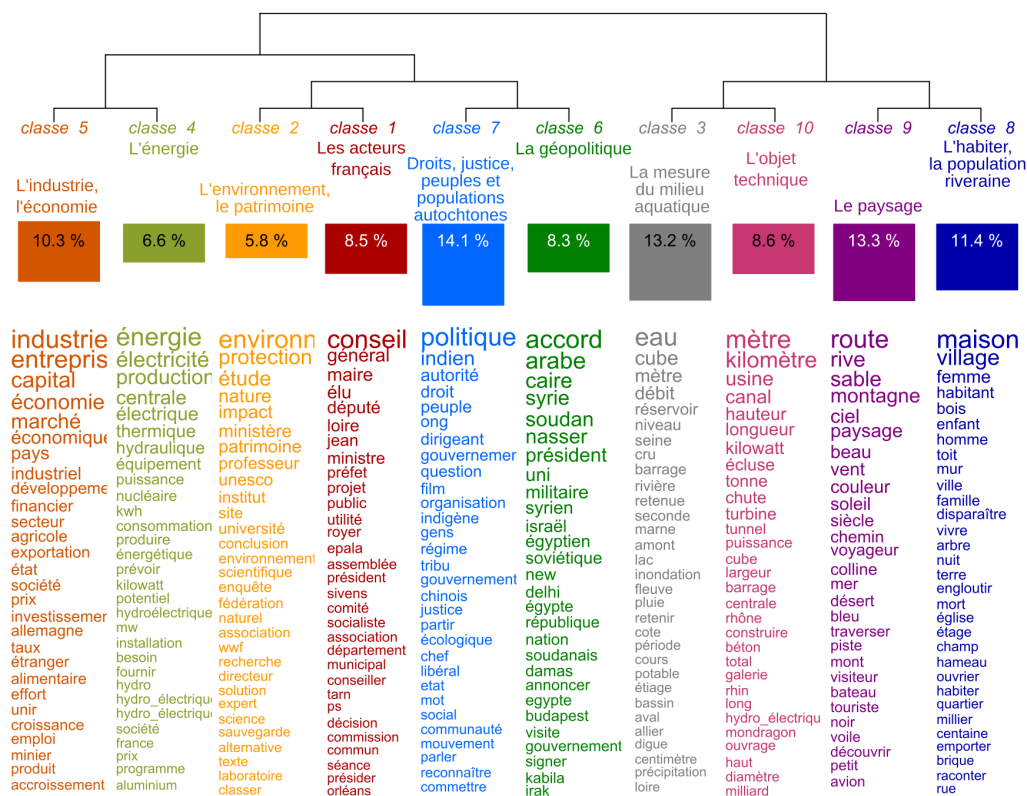 classe 5
classe 4
classe 2
classe 1
classe 7
classe 6
classe 3
classe 10
classe 9
classe 8
L'industrie,
l'économie
L'énergie
L'environnement,
le patrimoine
Les acteurs
français
Droits, justice,
peuples et
populations
autochtones
La géopolitique
La mesure
du milieu
aquatique
L'objet
technique
Le paysage
L'habiter,
la population
riveraine
10.3 %
6.6 %
5.8 %
8.5 %
14.1 %
8.3 %
13.2 %
8.6 %
13.3 %
11.4 %
industrie
entrepris
capital
économie
marché
économique
pays
industriel
développeme
financier
secteur
agricole
exportation
état
société
prix
investissemer
allemagne
taux
étranger
alimentaire
effort
unir
croissance
emploi
minier
produit
accroissement
énergie
électricité
production
centrale
électrique
thermique
hydraulique
équipement
puissance
nucléaire
kwh
consommation
produire
énergétique
prévoir
kilowatt
potentiel
hydroélectrique
mw
installation
besoin
fournir
hydro
hydro_électriqu
hydro_électriqu
société
france
prix
programme
aluminium
environn
protection
étude
nature
impact
ministère
patrimoine
professeur
unesco
institut
site
université
conclusion
environnement
scientifique
enquête
fédération
naturel
association
wwf
recherche
directeur
solution
expert
science
sauvegarde
alternative
texte
laboratoire
classer
conseil
général
maire
élu
député
loire
jean
ministre
préfet
projet
public
utilité
royer
epala
assemblée
président
sivens
comité
socialiste
association
département
municipal
conseiller
tarn
ps
décision
commission
commun
séance
présider
orléans
politique
indien
autorité
droit
peuple
ong
dirigeant
gouvernemer
question
film
organisation
indigène
gens
régime
tribu
gouvernement
chinois
justice
partir
écologique
chef
libéral
etat
mot
social
communauté
mouvement
parler
reconnaître
commettre
accord
arabe
caire
syrie
soudan
nasser
président
uni
militaire
syrien
israël
égyptien
soviétique
new
delhi
égypte
république
nation
soudanais
damas
annoncer
egypte
budapest
visite
gouvernement
signer
kabila
irak
eau
cube
mètre
débit
réservoir
niveau
seine
cru
barrage
rivière
retenue
seconde
marne
amont
lac
inondation
fleuve
pluie
retenir
cote
période
cours
potable
étiage
bassin
aval
allier
digue
centimètre
précipitation
loire
mètre
kilomètre
usine
canal
hauteur
longueur
kilowatt
écluse
tonne
chute
turbine
tunnel
puissance
cube
largeur
barrage
centrale
rhône
construire
béton
total
galerie
rhin
long
hydro_électriqu
mondragon
ouvrage
haut
diamètre
milliard
route
rive
sable
montagne
ciel
paysage
beau
vent
couleur
soleil
siècle
chemin
voyageur
colline
mer
désert
bleu
traverser
piste
mont
visiteur
bateau
touriste
noir
voile
découvrir
petit
avion
maison
village
femme
habitant
bois
enfant
homme
toit
mur
ville
famille
disparaître
vivre
arbre
nuit
terre
engloutir
mort
église
étage
champ
hameau
ouvrier
habiter
quartier
millier
centaine
emporter
brique
raconter
rue